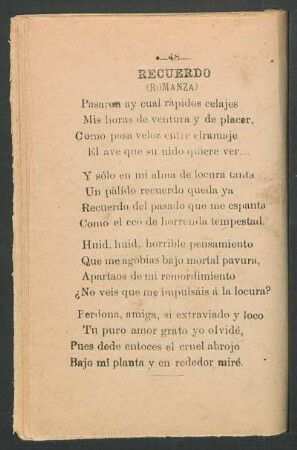 48
RECUERDO
(ROMANZA)
Pasaron ay cual rápidos celajes
Mis horas de ventura y de placer,
Como pasa veloz entre elramaje
El ave que su nido quiere ver...
Y sólo en mi alma de locura tanta
Un pálido recuerdo queda ya
Recuerdo del pasado que me espanta
Como el eco de horrenda tempestad.
Huid, huid, horrible pensamiento
Que me agobias bajo mortal pavura,
Apartaos de mi remordimiento
¿No veis que me impulsáis á la locura?
Perdona, amiga, si extraviado y loco
Tu puro amor grato yo olvidé,
Pues dede entoces el cruel abrojo
Bajo mi planta y en rededor miré.